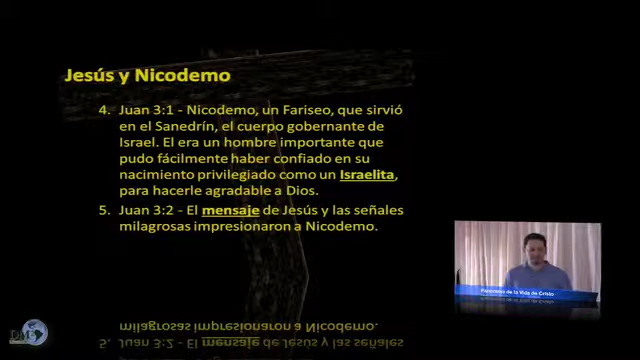 Jesús y Nicodemo
4. Juan 3:1 - Nicodemo, un Fariseo, que sirvió
en el Sanedrín, el cuerpo gobernante de
Israel. El era un hombre importante que
pudo fácilmente haber confiado en su
nacimiento privilegiado como un Israelita,
para hacerle agradable a Dios.
5. Juan 3:2 - El mensaje de Jesús y las señales
milagrosas impresionaron a Nicodemo.
Panorama de la Vida de Cristo
DM